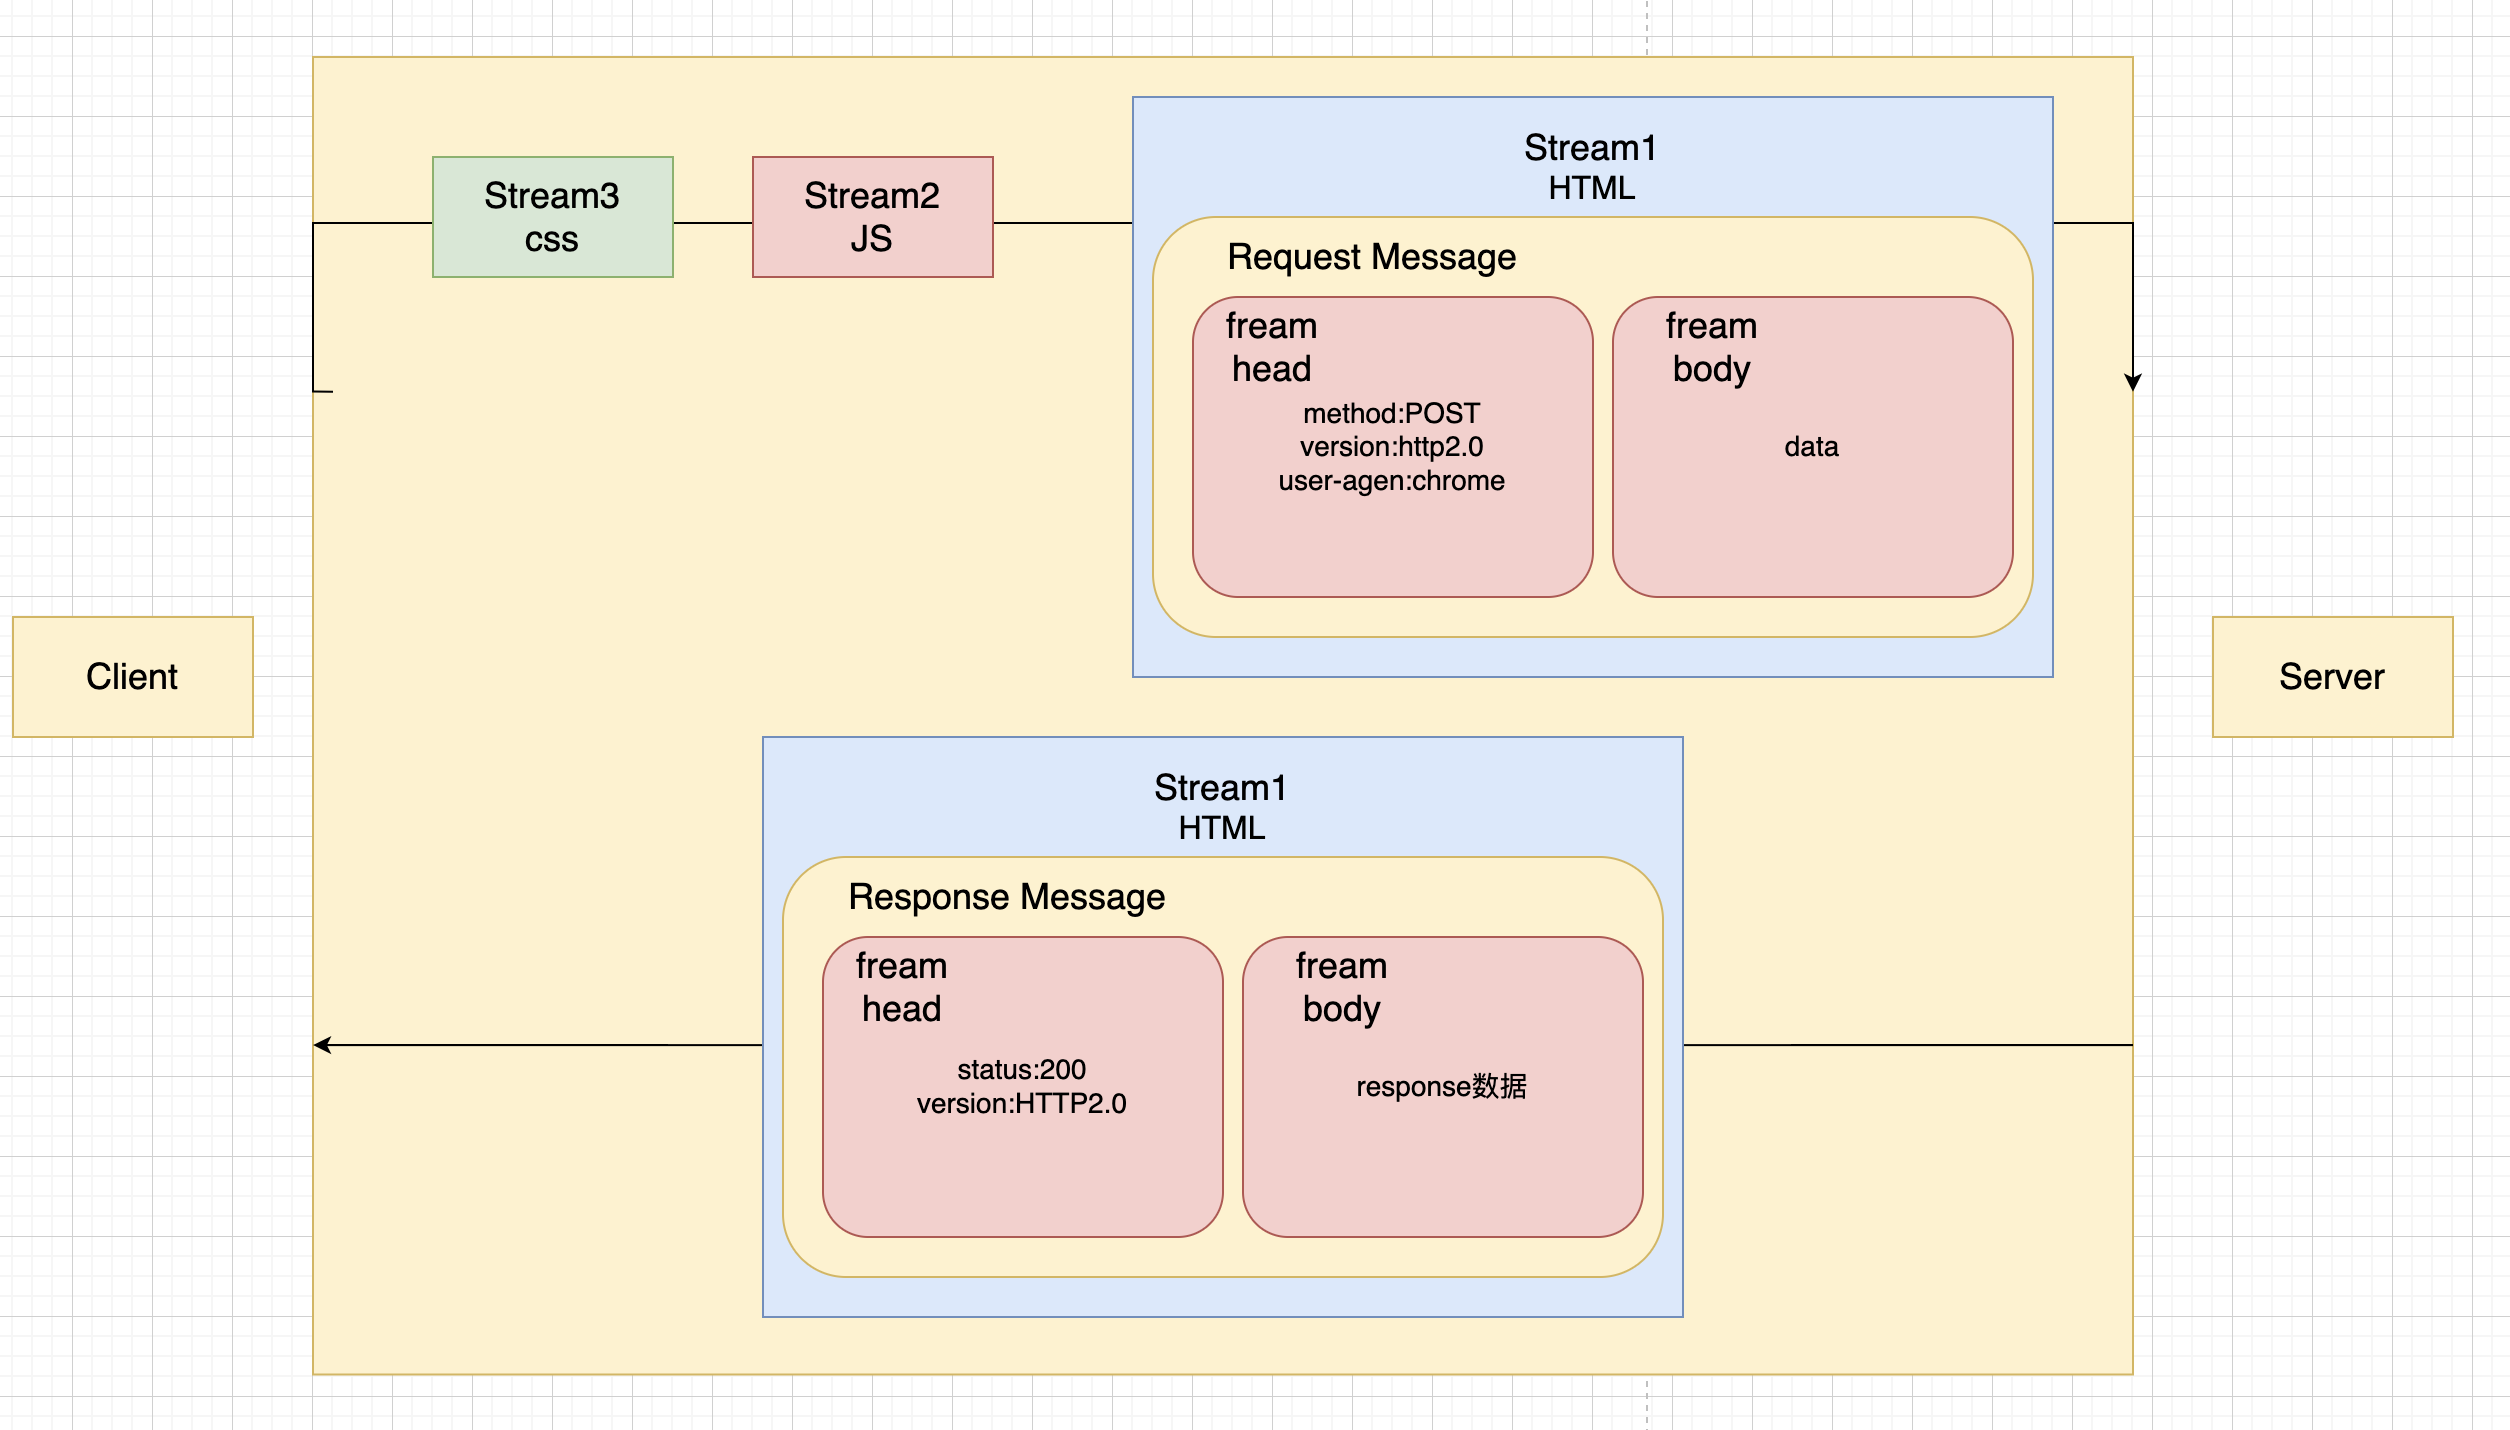 Stream3
css
Stream2
JS
Stream1
HTML
Request Message
fream
head
method:POST
version:http2.0
user-agen:chrome
fream
body
data
Client
Server
Stream1
HTML
Response Message
fream
head
status:200
version:HTTP2.0
fream
body
response数据